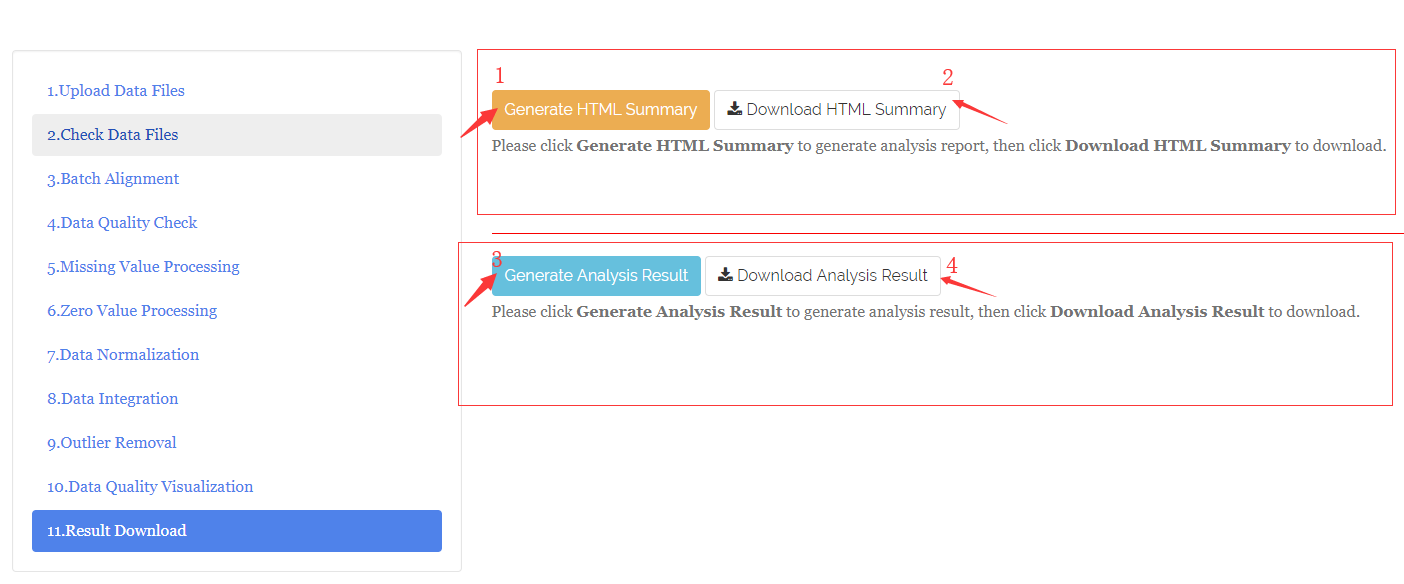 1.Upload Data Files
2.Check Data Files
3.Batch Alignment
4.Data Quality Check
5.Missing Value Processing
6.Zero Value Processing
7.Data Normalization
8.Data Integration
9.Outlier Removal
10.Data Quality Visualization
11.Result Download
1 2
Generate HTML Summary Download HTML Summary
Please click Generate HTML Summary to generate analysis report, then click Download HTML Summary to download.
3 4
Generate Analysis Result Download Analysis Result
Please click Generate Analysis Result to generate analysis result, then click Download Analysis Result to download.